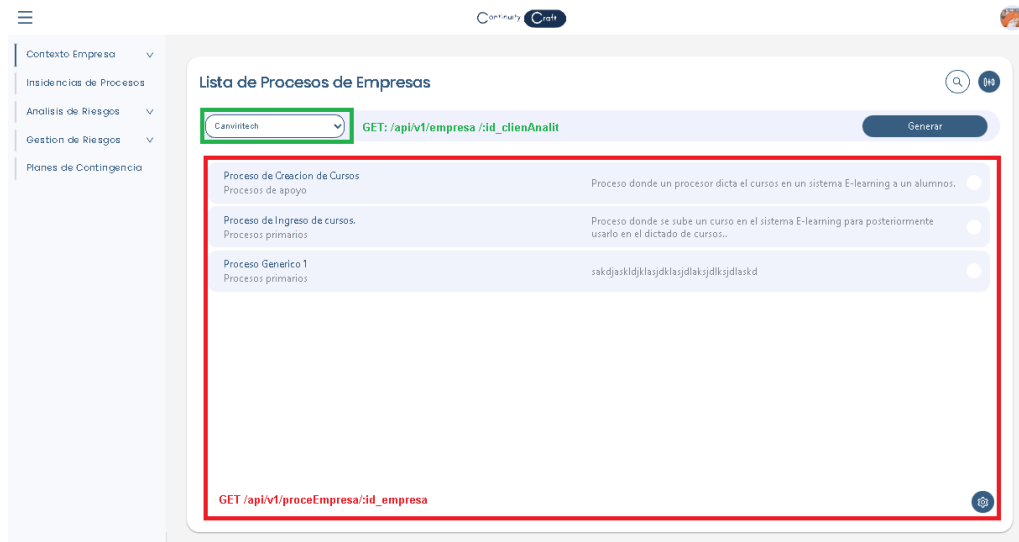 Continuity Craft
Contexto Empresa
Insidencias de Procesos
Analisis de Riesgos
Gestion de Riesgos
Planes de Contingencia
Lista de Procesos de Empresas
Canviritech
GET: /api/v1/empresa /:id_clienAnalit
Generar
Proceso de Creacion de Cursos
Procesos de apoyo
Proceso donde un procesor dicta el cursos en un sistema E-learning a un alumnos.
Proceso de Ingreso de cursos.
Procesos primarios
Proceso donde se sube un curso en el sistema E-learning para posteriormente
usarlo en el dictado de cursos..
Proceso Generico 1
Procesos primarios
sakdjaskldjklasjdklasjdlaksjdlksjdlaskd
GET /api/v1/proceEmpresa/:id_empresa